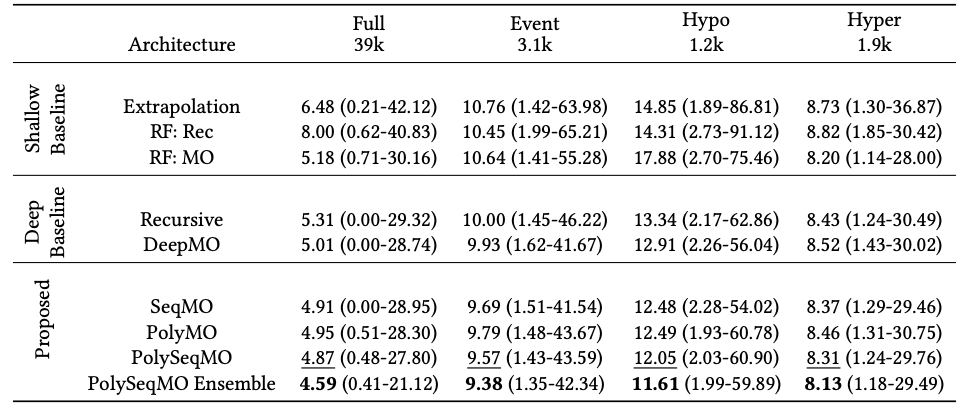 Architecture Full 39k Event 3.1k Hypo 1.2k Hyper 1.9k
Shallow Baseline
Extrapolation 6.48 (0.21-42.12) 10.76 (1.42-63.98) 14.85 (1.89-86.81) 8.73 (1.30-36.87)
RF: Rec 8.00 (0.62-40.83) 10.45 (1.99-65.21) 14.31 (2.73-91.12) 8.82 (1.85-30.42)
RF: MO 5.18 (0.71-30.16) 10.64 (1.41-55.28) 17.88 (2.70-75.46) 8.20 (1.14-28.00)
Deep Baseline
Recursive 5.31 (0.00-29.32) 10.00 (1.45-46.22) 13.34 (2.17-62.86) 8.43 (1.24-30.49)
DeepMO 5.01 (0.00-28.74) 9.93 (1.62-41.67) 12.91 (2.26-56.04) 8.52 (1.43-30.02)
Proposed
SeqMO 4.91 (0.00-28.95) 9.69 (1.51-41.54) 12.48 (2.28-54.02) 8.37 (1.29-29.46)
PolyMO 4.95 (0.51-28.30) 9.79 (1.48-43.67) 12.49 (1.93-60.78) 8.46 (1.31-30.75)
PolySeqMO 4.87 (0.48-27.80) 9.57 (1.43-43.59) 12.05 (2.03-60.90) 8.31 (1.24-29.76)
PolySeqMO Ensemble 4.59 (0.41-21.12) 9.38 (1.35-42.34) 11.61 (1.99-59.89) 8.13 (1.18-29.49)